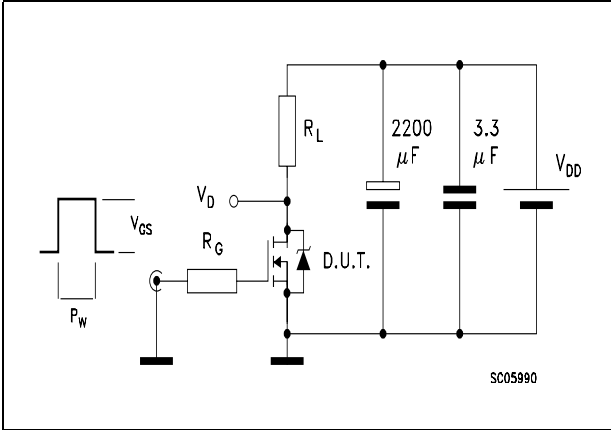 R_L
2200
μF
3.3
μF
V_DD
V_D
V_GS
R_G
D.U.T.
P_W
SC05990